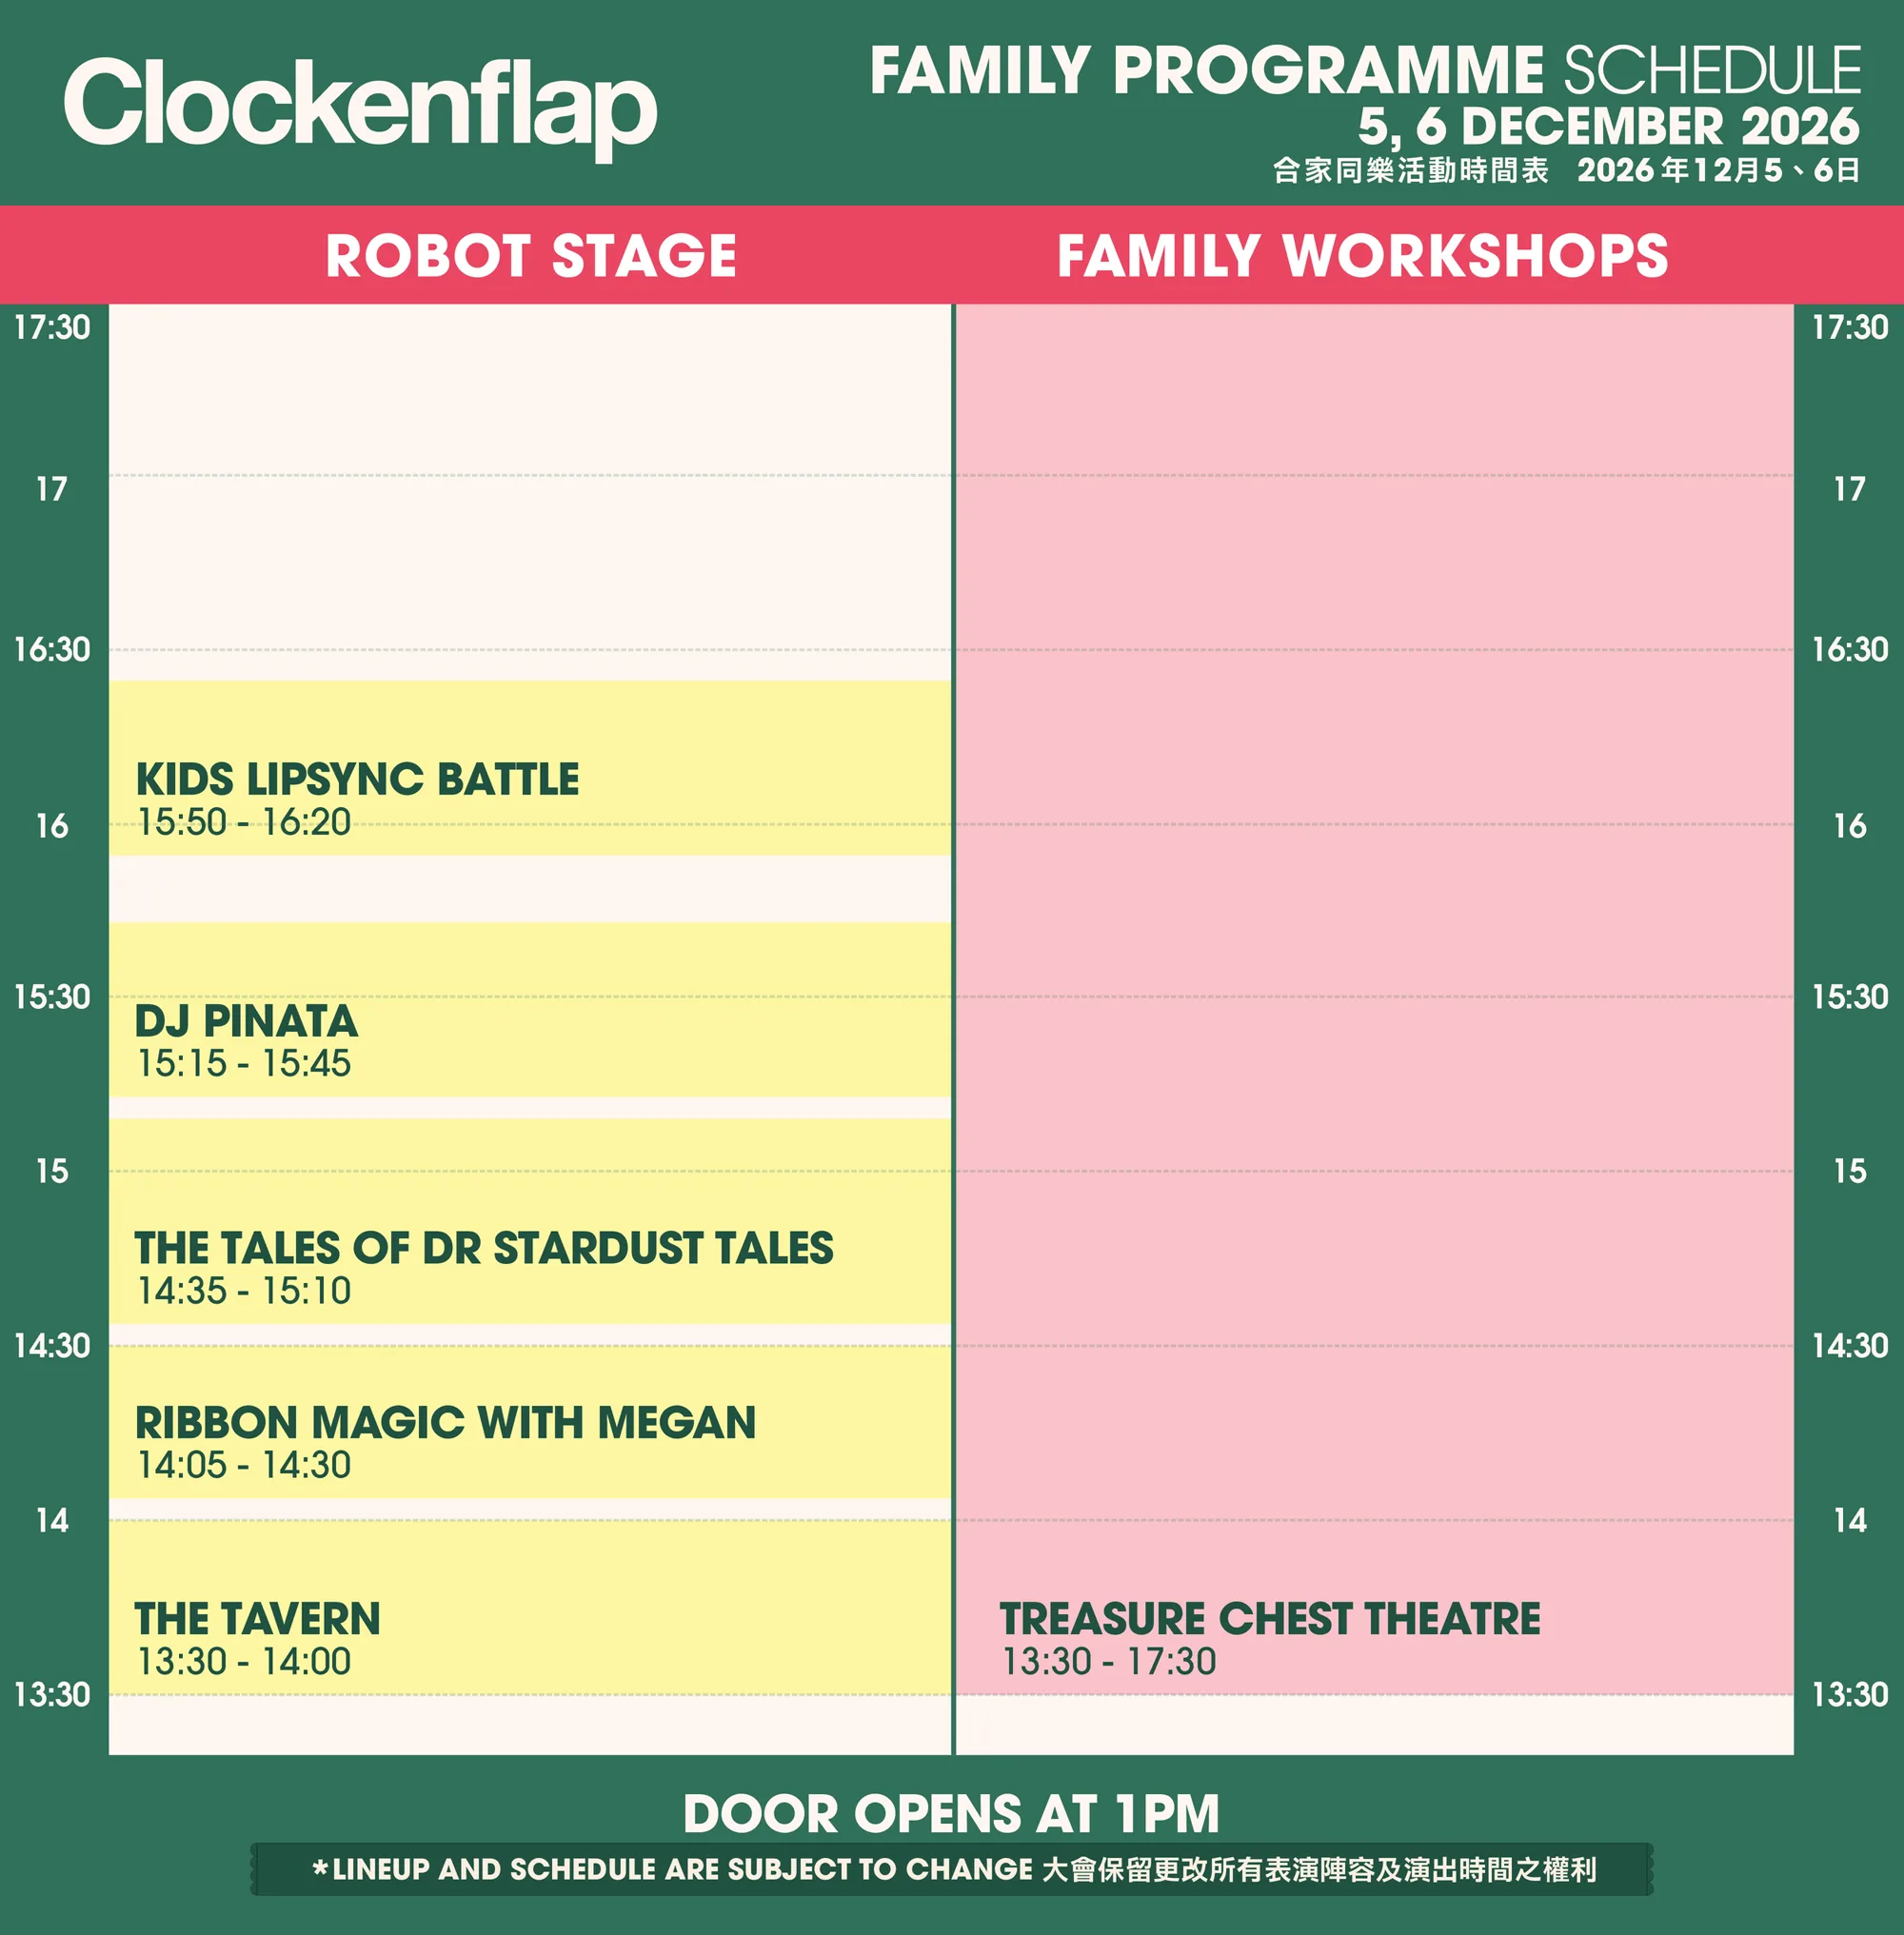 Clockenflap
FAMILY PROGRAMME SCHEDULE
5, 6 DECEMBER 2026
合家同樂活動時間表 2026年12月5、6日
ROBOT STAGE
FAMILY WORKSHOPS
17:30
17:30
17
17
16:30
16:30
KIDS LIPSYNC BATTLE
15:50 - 16:20
16
16
15:30
15:30
DJ PINATA
15:15 - 15:45
15
15
THE TALES OF DR STARDUST TALES
14:35 - 15:10
14:30
14:30
RIBBON MAGIC WITH MEGAN
14:05 - 14:30
14
14
THE TAVERN
13:30 - 14:00
TREASURE CHEST THEATRE
13:30 - 17:30
13:30
13:30
DOOR OPENS AT 1PM
*LINEUP AND SCHEDULE ARE SUBJECT TO CHANGE 大會保留更改所有表演陣容及演出時間之權利